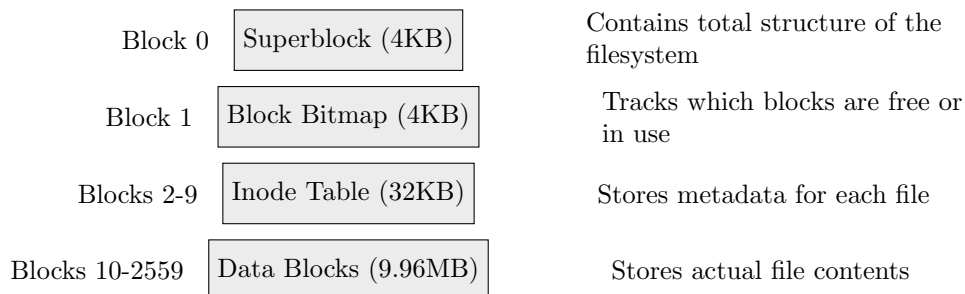 Block 0 Superblock (4KB) Contains total structure of the
filesystem
Block 1 Block Bitmap (4KB) Tracks which blocks are free or
in use
Blocks 2-9 Inode Table (32KB) Stores metadata for each file
Blocks 10-2559 Data Blocks (9.96MB) Stores actual file contents